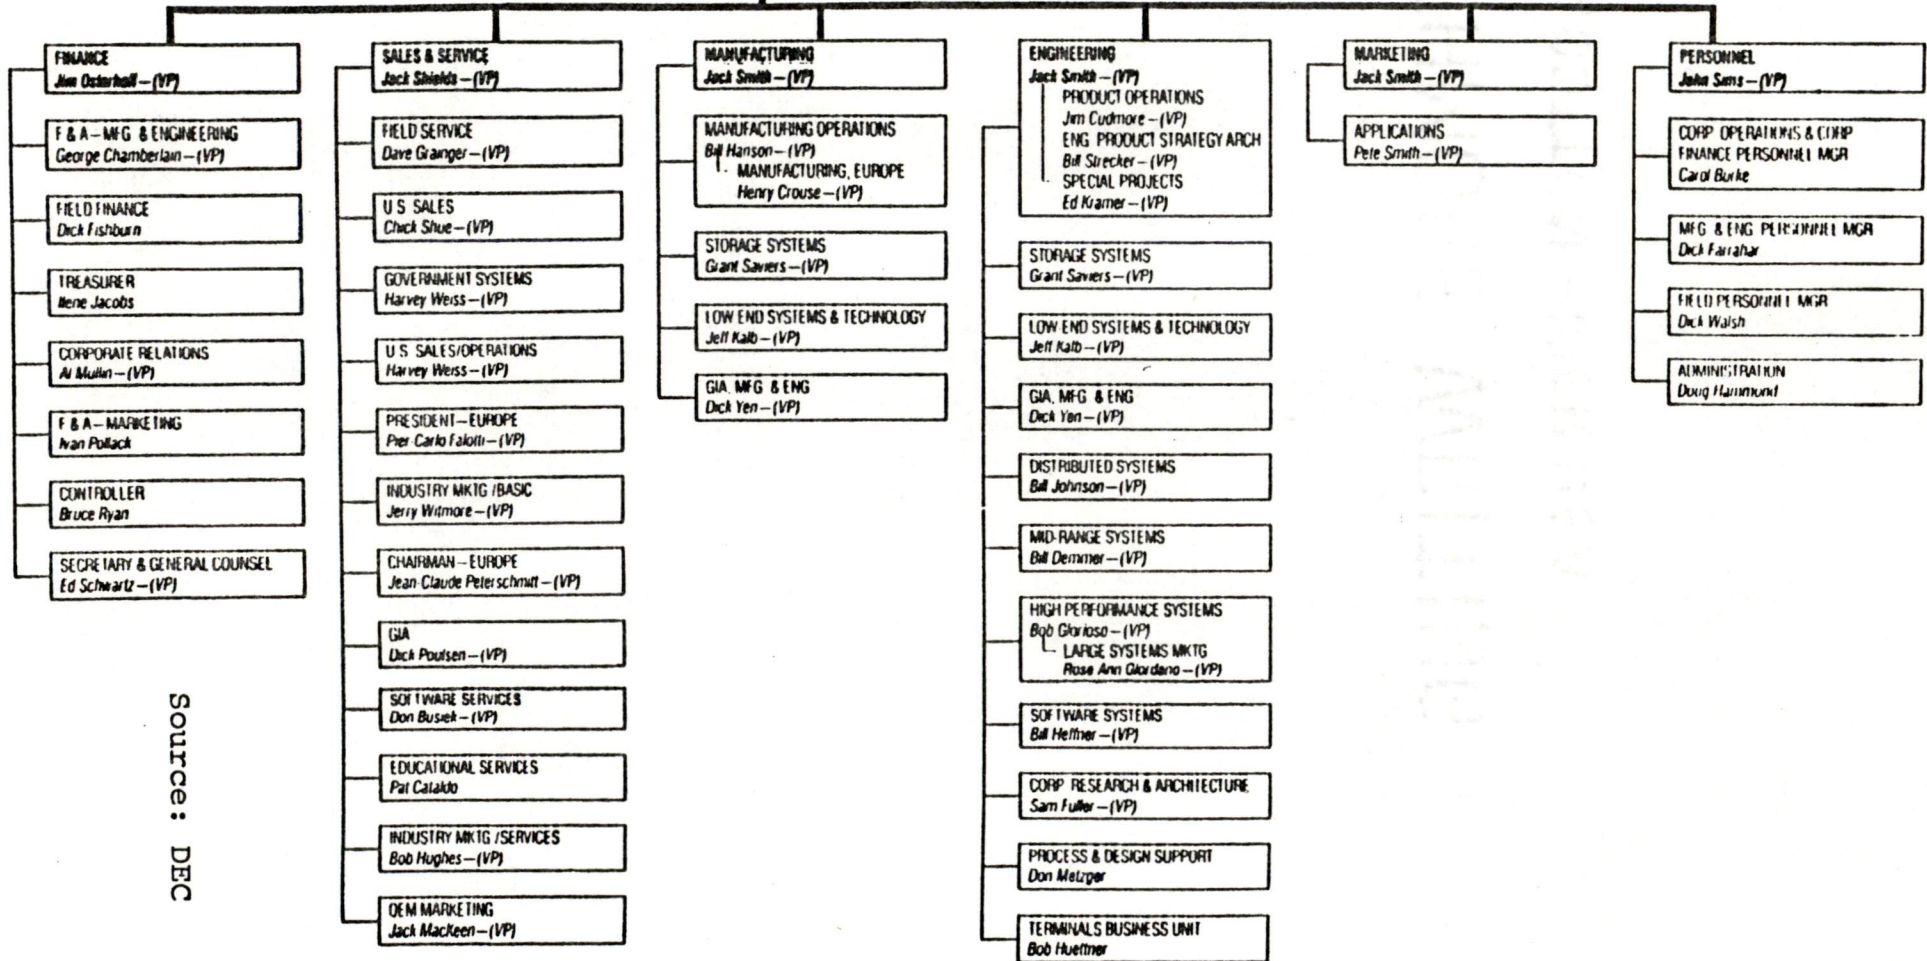 FINANCE
Jim Osterhoff – (VP)
F & A – MFG & ENGINEERING
George Chamberlain – (VP)
FIELD FINANCE
Dick Fishburn
TREASURER
Ilene Jacobs
CORPORATE RELATIONS
Al Mullin – (VP)
F & A – MARKETING
Ivan Pollack
CONTROLLER
Bruce Ryan
SECRETARY & GENERAL COUNSEL
Ed Schwartz – (VP)
SALES & SERVICE
Jack Shields – (VP)
FIELD SERVICE
Dave Grainger – (VP)
U S SALES
Chick Shue – (VP)
GOVERNMENT SYSTEMS
Harvey Weiss – (VP)
U S SALES/OPERATIONS
Harvey Weiss – (VP)
PRESIDENT – EUROPE
Pier-Carlo Falotti – (VP)
INDUSTRY MKTG /BASIC
Jerry Witmore – (VP)
CHAIRMAN – EUROPE
Jean-Claude Peterschmitt – (VP)
GIA
Dick Poulsen – (VP)
SOFTWARE SERVICES
Don Busiek – (VP)
EDUCATIONAL SERVICES
Pat Cataldo
INDUSTRY MKTG /SERVICES
Bob Hughes – (VP)
OEM MARKETING
Jack MacKeen – (VP)
MANUFACTURING
Jack Smith – (VP)
MANUFACTURING OPERATIONS
Bill Hanson – (VP)
MANUFACTURING, EUROPE
Henry Crouse – (VP)
STORAGE SYSTEMS
Grant Saviers – (VP)
LOW END SYSTEMS & TECHNOLOGY
Jeff Kalb – (VP)
GIA, MFG & ENG
Dick Yen – (VP)
ENGINEERING
Jack Smith – (VP)
PRODUCT OPERATIONS
Jim Cudmore – (VP)
ENG PRODUCT STRATEGY ARCH
Bill Strecker – (VP)
SPECIAL PROJECTS
Ed Kramer – (VP)
STORAGE SYSTEMS
Grant Saviers – (VP)
LOW END SYSTEMS & TECHNOLOGY
Jeff Kalb – (VP)
GIA, MFG & ENG
Dick Yen – (VP)
DISTRIBUTED SYSTEMS
Bill Johnson – (VP)
MID-RANGE SYSTEMS
Bill Demmer – (VP)
HIGH PERFORMANCE SYSTEMS
Bob Glorioso – (VP)
LARGE SYSTEMS MKTG
Rose Ann Giordano – (VP)
SOFTWARE SYSTEMS
Bill Heffner – (VP)
CORP RESEARCH & ARCHITECTURE
Sam Fuller – (VP)
PROCESS & DESIGN SUPPORT
Don Metzger
TERMINALS BUSINESS UNIT
Bob Huettner
MARKETING
Jack Smith – (VP)
APPLICATIONS
Pete Smith – (VP)
PERSONNEL
John Sims – (VP)
CORP OPERATIONS & CORP
FINANCE PERSONNEL MGR
Carol Burke
MFG & ENG PERSONNEL MGR
Dick Farrahar
FIELD PERSONNEL MGR
Dick Walsh
ADMINISTRATION
Doug Hammond
Source: DEC